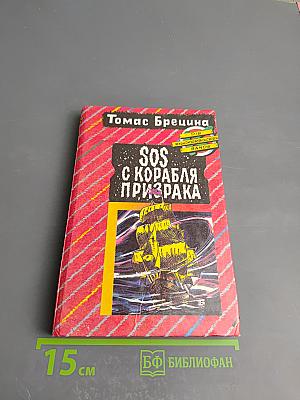 Томас Брецина
SOS
С КОРАБЛЯ
ПРИЗРАКА
15 см
БФ БИБЛИОФАН